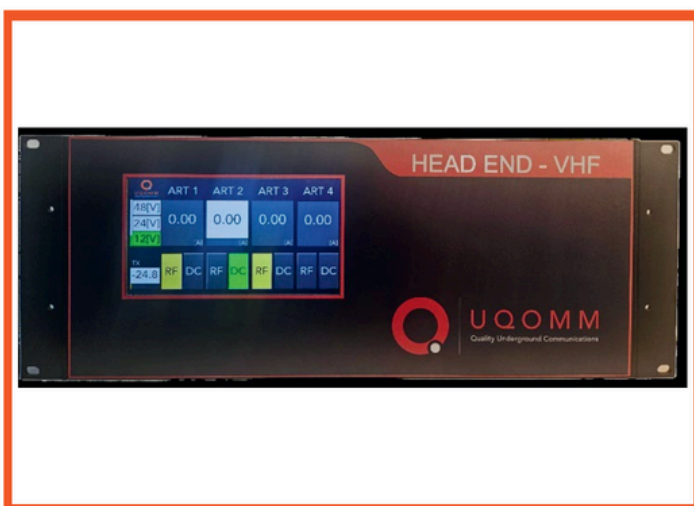 HEAD END - VHF
ART 1 ART 2 ART 3 ART 4
48[V]
24[V]
12[V]
0.00 0.00 0.00 0.00
[A] [A] [A] [A]
TX
-24.8
RF DC RF DC RF DC RF DC
UQOMM
Quality Underground Communications